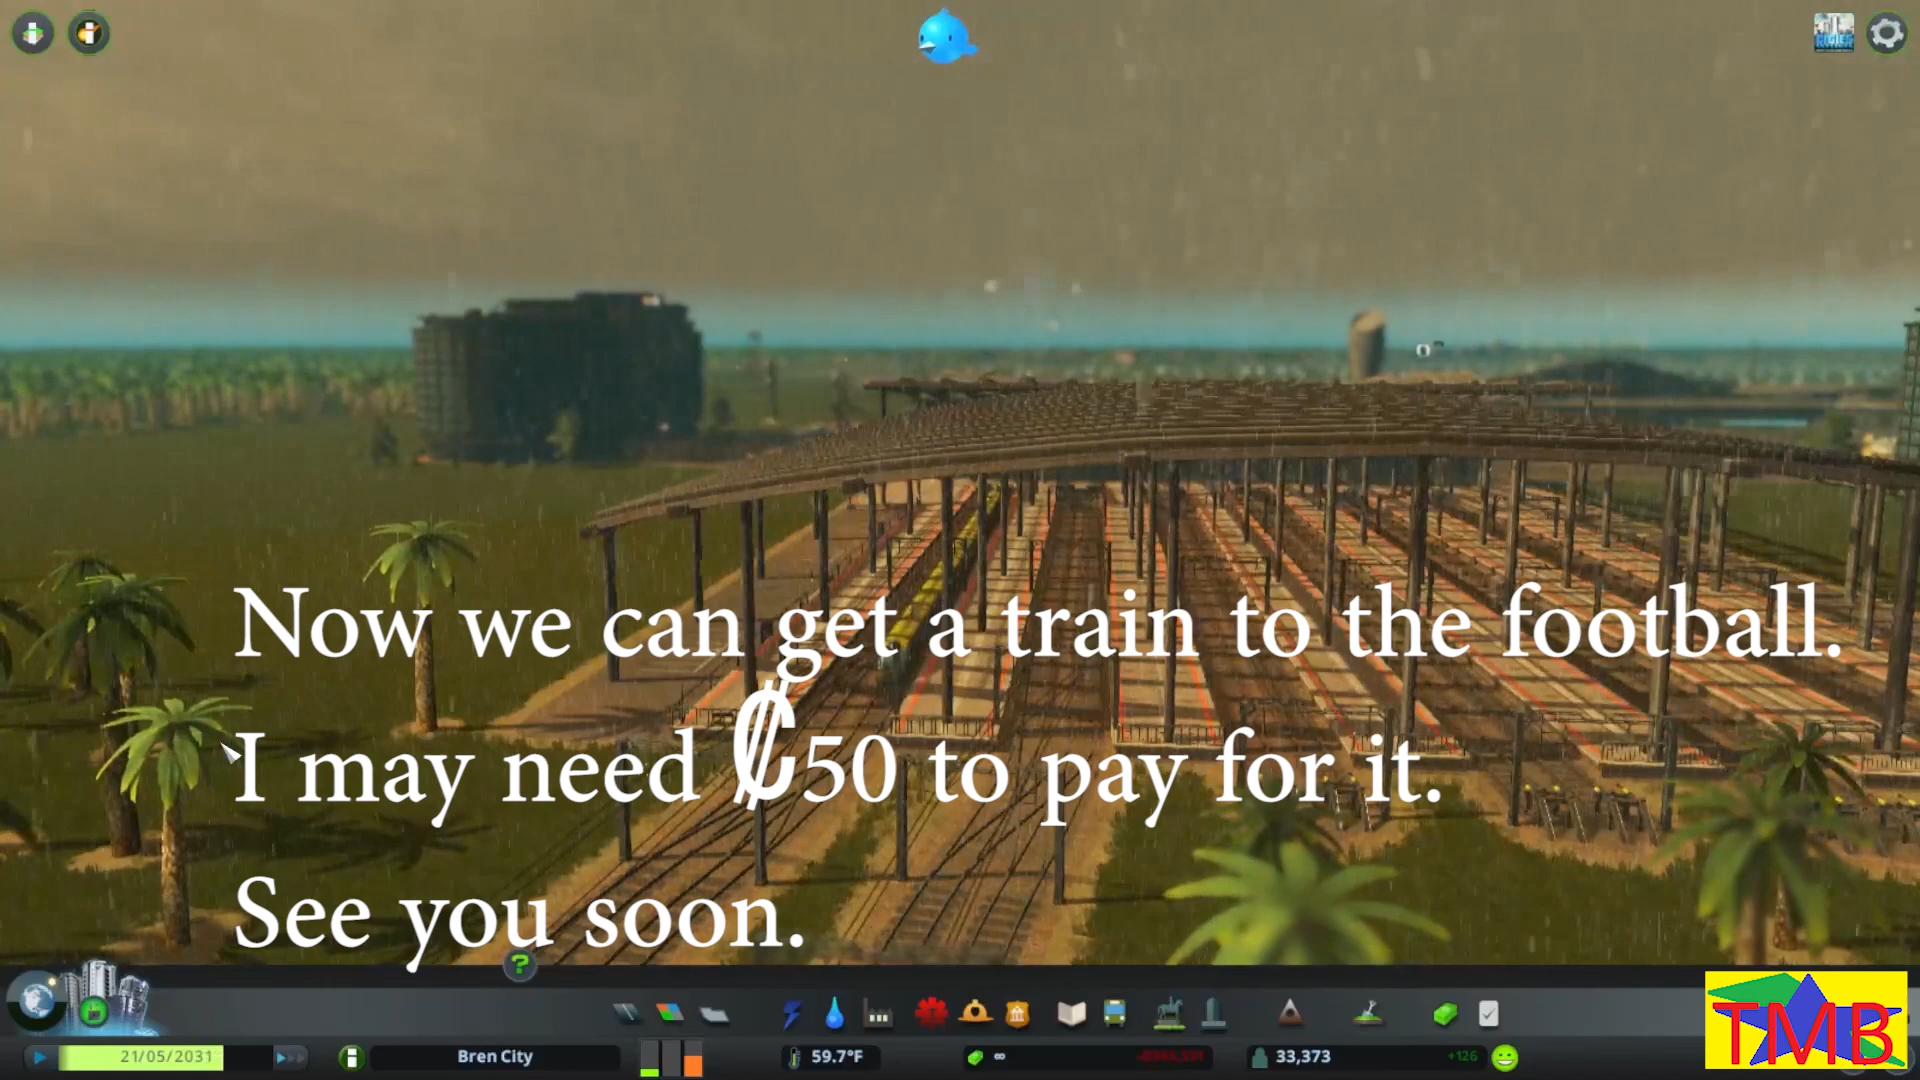 Now we can get a train to the football.
I may need ₡50 to pay for it.
See you soon.
21/05/2031
Bren City
59.7°F
∞
33,373
+126
TMB